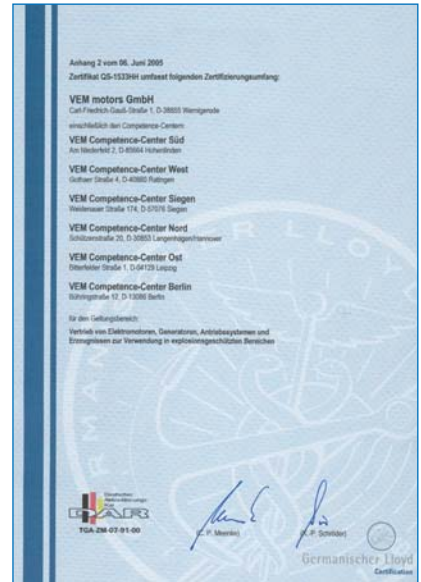 Anhang 2 vom 06. Juni 2005
Zertifikat QS-1533HH umfasst folgenden Zertifizierungsumfang:
VEM motors GmbH
Carl-Friedrich-Gauß-Straße 1, D-38855 Wernigerode
einschließlich den Competence-Centern:
VEM Competence-Center Süd
Am Niederfeld 2, D-85664 Hohenlinden
VEM Competence-Center West
Gothaer Straße 4, D-40880 Ratingen
VEM Competence-Center Siegen
Weidenauer Straße 174, D-57076 Siegen
VEM Competence-Center Nord
Schützenstraße 20, D-30853 Langenhagen/Hannover
VEM Competence-Center Ost
Bitterfelder Straße 1, D-04129 Leipzig
VEM Competence-Center Berlin
Bühringstraße 12, D-13086 Berlin
für den Geltungsbereich:
Vertrieb von Elektromotoren, Generatoren, Antriebssystemen und
Erzeugnissen zur Verwendung in explosionsgeschützten Bereichen
Deutscher
Akkreditierungs
Rat
DAR
TGA-ZM-07-91-00
P. Meenke)
P. Schröder)
Germanischer Lloyd
Certification